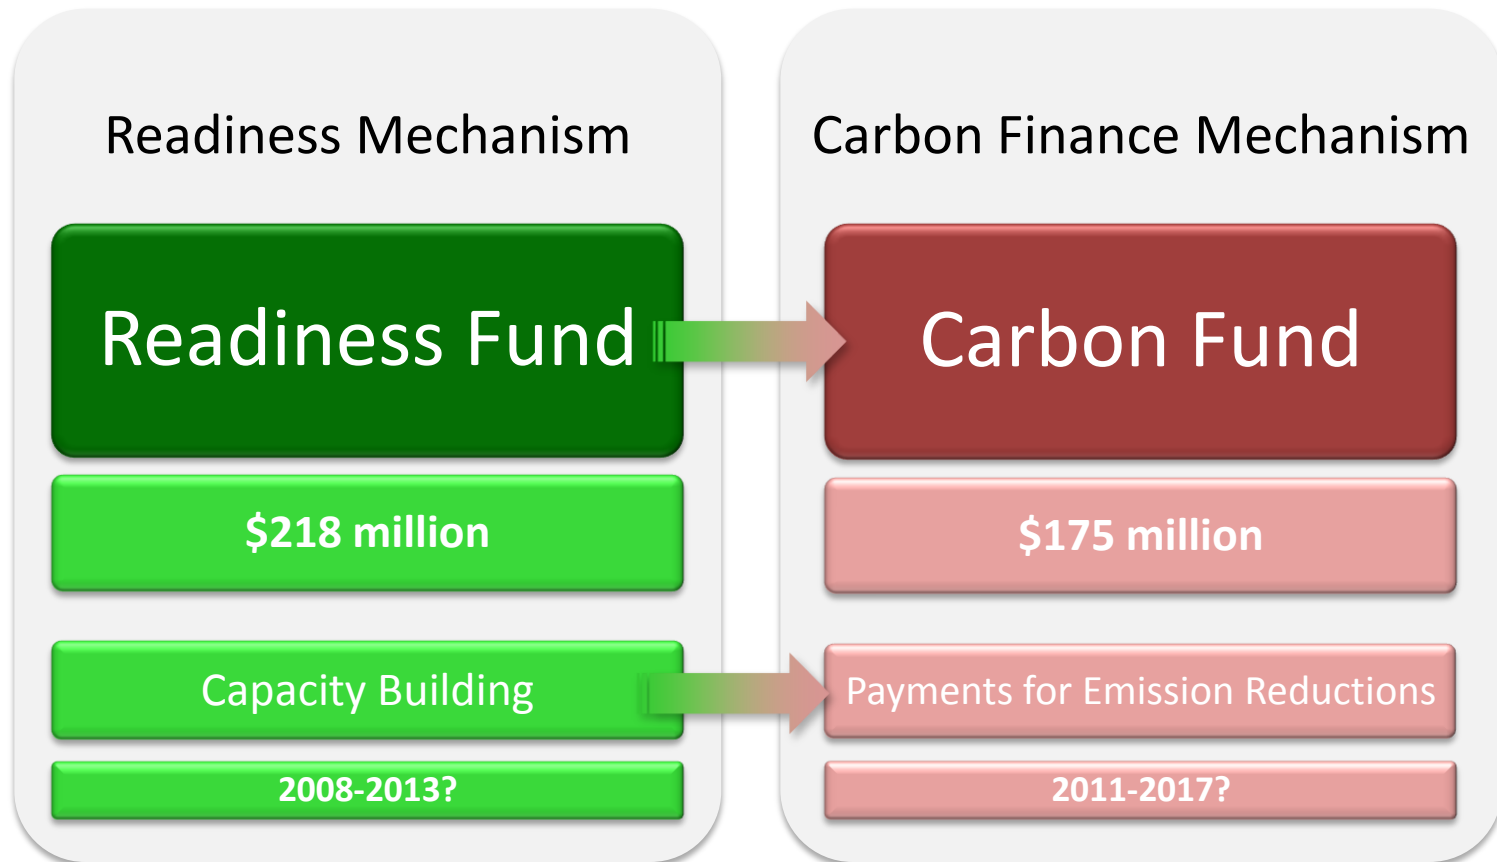 Readiness Mechanism
Readiness Fund
$218 million
Capacity Building
2008-2013?
Carbon Finance Mechanism
Carbon Fund
$175 million
Payments for Emission Reductions
2011-2017?